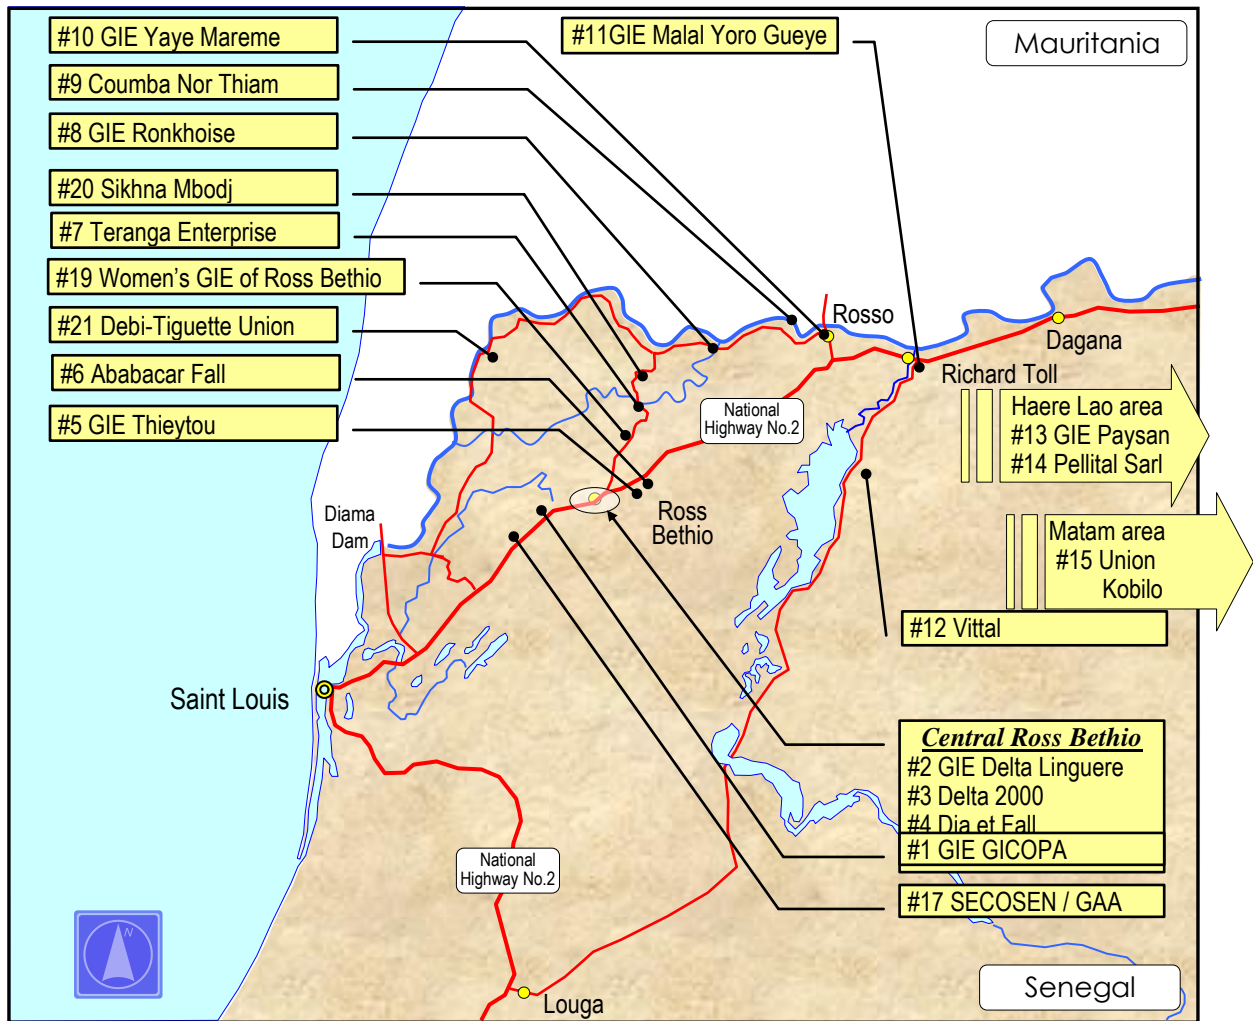 #10 GIE Yaye Mareme
#11GIE Malal Yoro Gueye
Mauritania
#9 Coumba Nor Thiam
#8 GIE Ronkhoise
#20 Sikhna Mbodj
#7 Teranga Enterprise
#19 Women's GIE of Ross Bethio
#21 Debi-Tiguette Union
#6 Ababacar Fall
#5 GIE Thieytou
Rosso
Dagana
Richard Toll
National
Highway No.2
Haere Lao area
#13 GIE Paysan
#14 Pellital Sarl
Diama
Dam
Ross
Bethio
Matam area
#15 Union
Kobilo
#12 Vittal
Saint Louis
Central Ross Bethio
#2 GIE Delta Linguere
#3 Delta 2000
#4 Dia et Fall
#1 GIE GICOPA
#17 SECOSEN / GAA
National
Highway No.2
N
Louga
Senegal